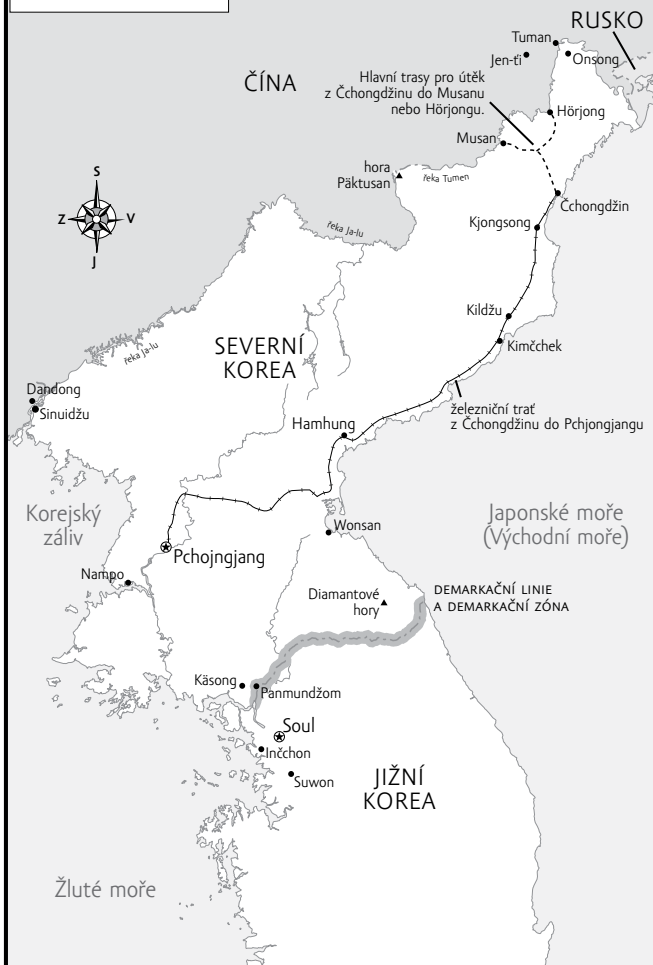 RUSKO
Tuman
Onsong
Jen-ťi
ČÍNA
Hlavní trasy pro útěk
z Čchongdžinu do Musanu
nebo Hörjongu.
Hörjong
Musan
hora
Päktusan
řeka Tumen
Čchongdžin
S
Z
V
J
Kjongsong
řeka Ja-lu
Kildžu
SEVERNÍ
KOREA
Kimčchek
řeka Ja-lu
Dandong
Sinuidžu
železniční trať
z Čchongdžinu do Pchjongjangu
Hamhung
Korejský
záliv
Japonské moře
(Východní moře)
Wonsan
Pchojngjang
Nampo
Diamantové
hory
DEMARKAČNÍ LINIE
A DEMARKAČNÍ ZÓNA
Käsong
Panmundžom
Soul
Inčchon
Suwon
JIŽNÍ
KOREA
Žluté moře